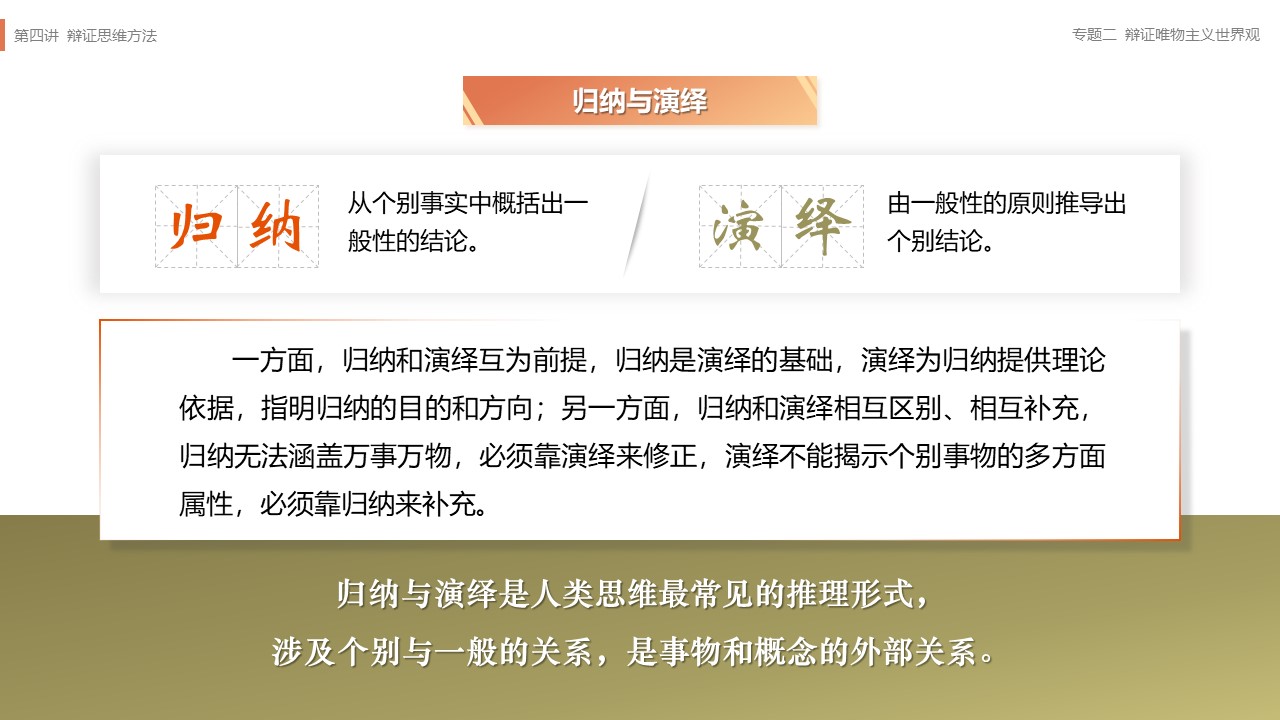 第四讲 辩证思维方法
专题二 辩证唯物主义世界观
归纳与演绎
归纳
从个别事实中概括出一
般性的结论。
演绎
由一般性的原则推导出
个别结论。
一方面，归纳和演绎互为前提，归纳是演绎的基础，演绎为归纳提供理论
依据，指明归纳的目的和方向；另一方面，归纳和演绎相互区别、相互补充，
归纳无法涵盖万事万物，必须靠演绎来修正，演绎不能揭示个别事物的多方面
属性，必须靠归纳来补充。
归纳与演绎是人类思维最常见的推理形式，
涉及个别与一般的关系，是事物和概念的外部关系。